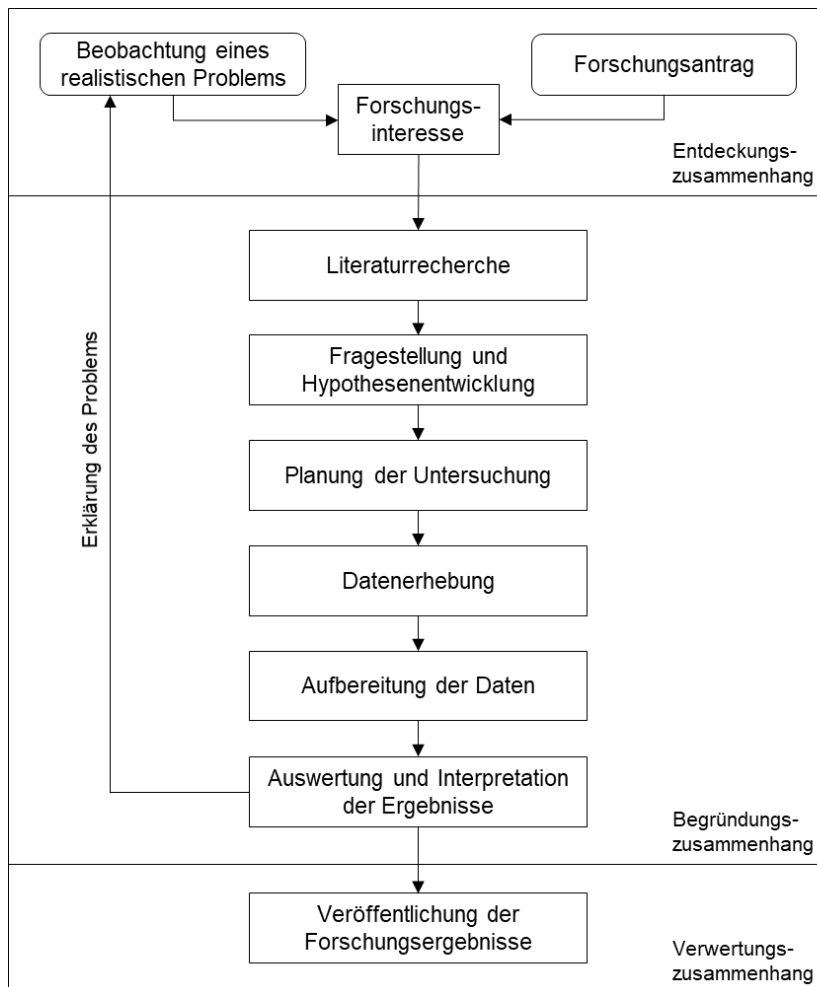 Beobachtung eines
realistischen Problems
Forschungsantrag
Forschungs-
interesse
Entdeckungs-
zusammenhang
Literaturrecherche
Fragestellung und
Hypothesenentwicklung
Planung der Untersuchung
Datenerhebung
Aufbereitung der Daten
Auswertung und Interpretation
der Ergebnisse
Erklärung des Problems
Begründungs-
zusammenhang
Veröffentlichung der
Forschungsergebnisse
Verwertungs-
zusammenhang